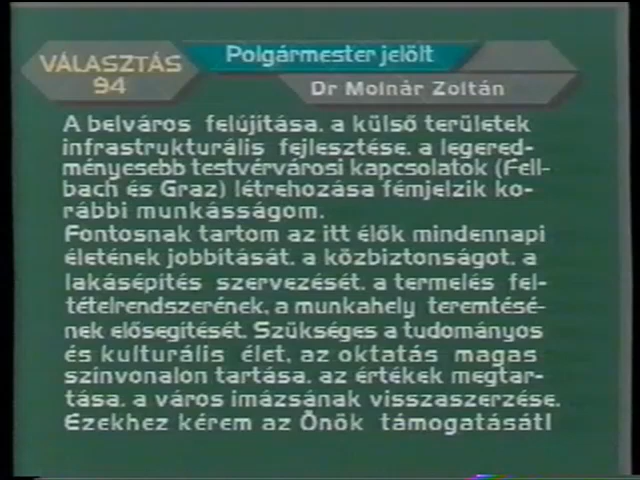 VÁLASZTÁS
94
Polgármester jelölt
Dr Molnár Zoltán
A belváros felújítása, a külső területek
infrastrukturális fejlesztése, a legered-
ményesebb testvérvárosi kapcsolatok (Fell-
bach és Graz) létrehozása fémjelzik ko-
rábbi munkásságom.
Fontosnak tartom az itt élők mindennapi
életének jobbítását, a közbiztonságot, a
lakásépítés szervezését, a termelés fel-
tételrendszerének, a munkahely teremtésé-
nek elősegítését. Szükséges a tudományos
és kulturális élet, az oktatás magas
színvonalon tartása, az értékek megtar-
tása, a város imázsának visszaszerzése.
Ezekhez kérem az Önök támogatását!